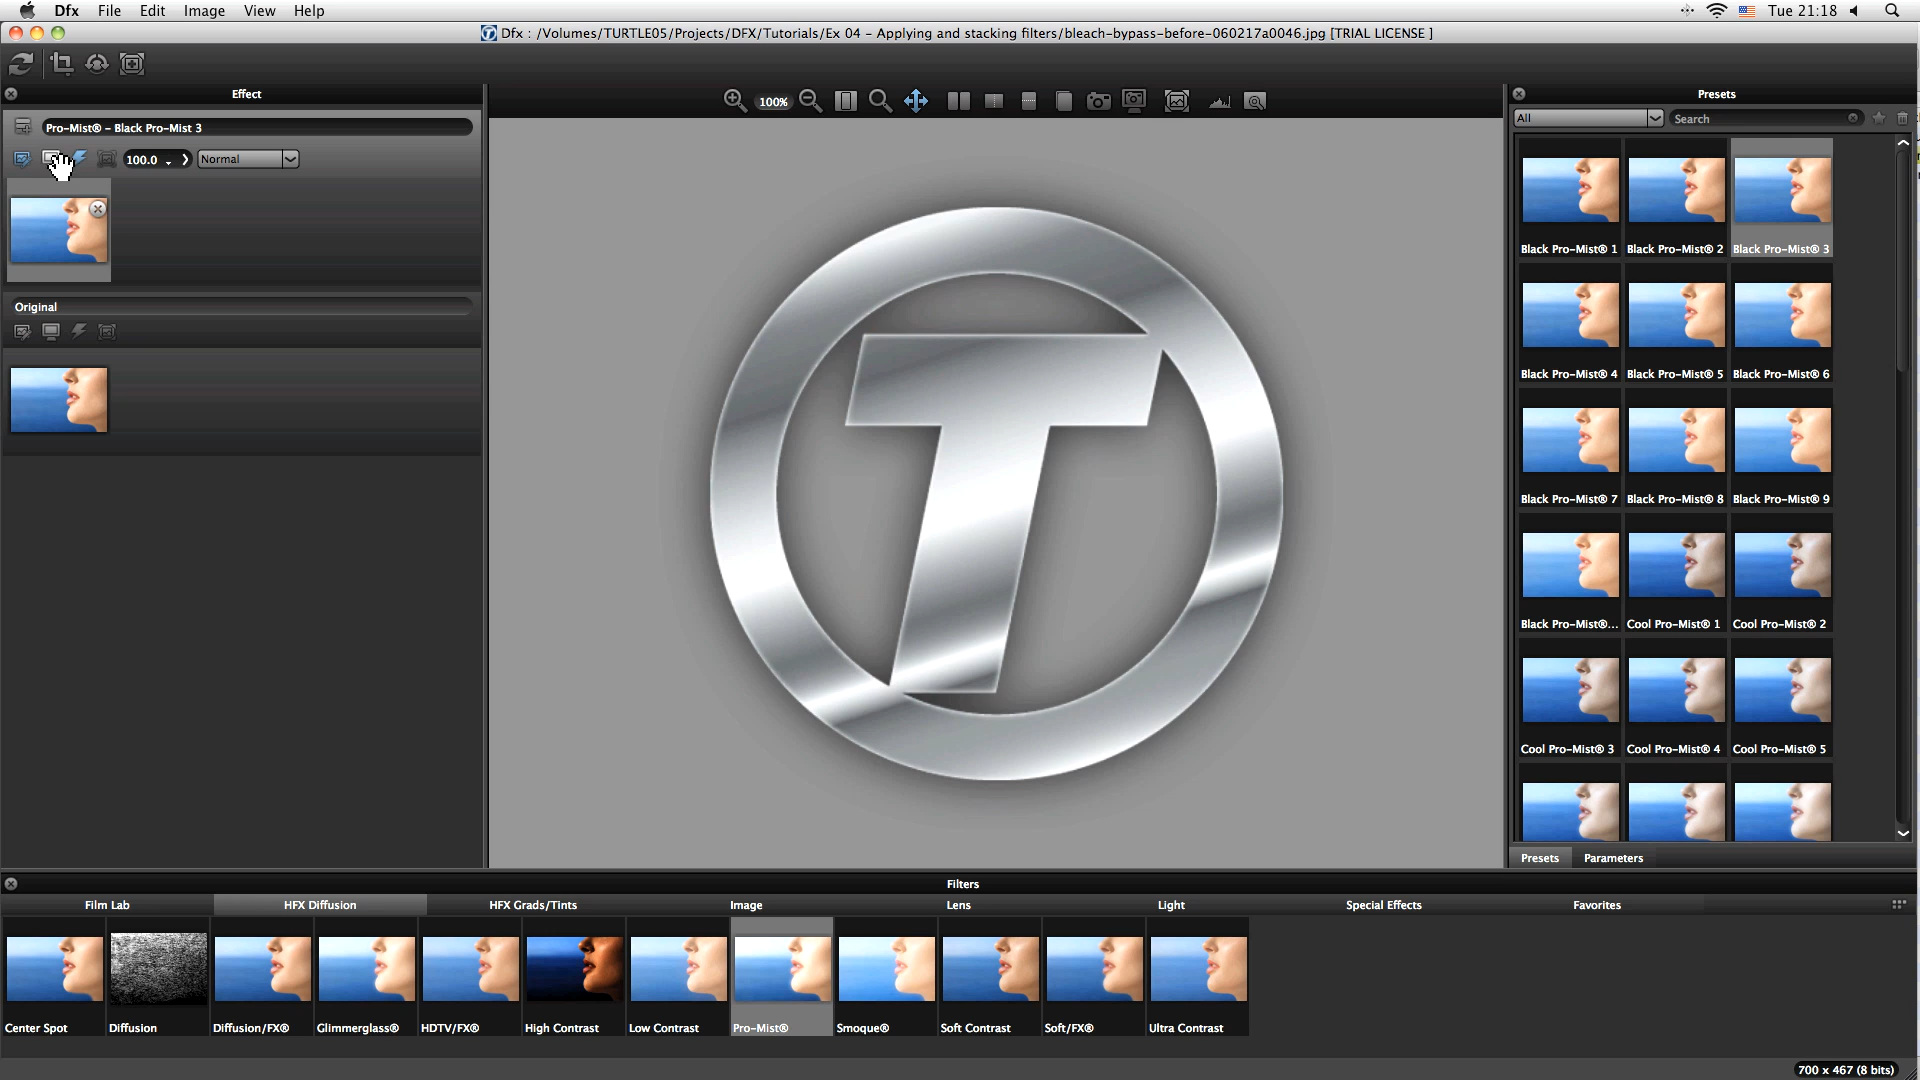 Dfx File Edit Image View Help Tue 21:18
Dfx : /Volumes/TURTLE05/Projects/DFX/Tutorials/Ex 04 - Applying and stacking filters/bleach-bypass-before-060217a0046.jpg [TRIAL LICENSE ]
Effect
Pro-Mist® - Black Pro-Mist 3
100.0 Normal
Original
100%
T
Presets
All Search
Black Pro-Mist® 1 Black Pro-Mist® 2 Black Pro-Mist® 3
Black Pro-Mist® 4 Black Pro-Mist® 5 Black Pro-Mist® 6
Black Pro-Mist® 7 Black Pro-Mist® 8 Black Pro-Mist® 9
Black Pro-Mist®... Cool Pro-Mist® 1 Cool Pro-Mist® 2
Cool Pro-Mist® 3 Cool Pro-Mist® 4 Cool Pro-Mist® 5
Presets Parameters
Filters
Film Lab HFX Diffusion HFX Grads/Tints Image Lens Light Special Effects Favorites
Center Spot Diffusion Diffusion/FX® Glimmerglass® HDTV/FX® High Contrast Low Contrast Pro-Mist® Smoque® Soft Contrast Soft/FX® Ultra Contrast
700 x 467 (8 bits)